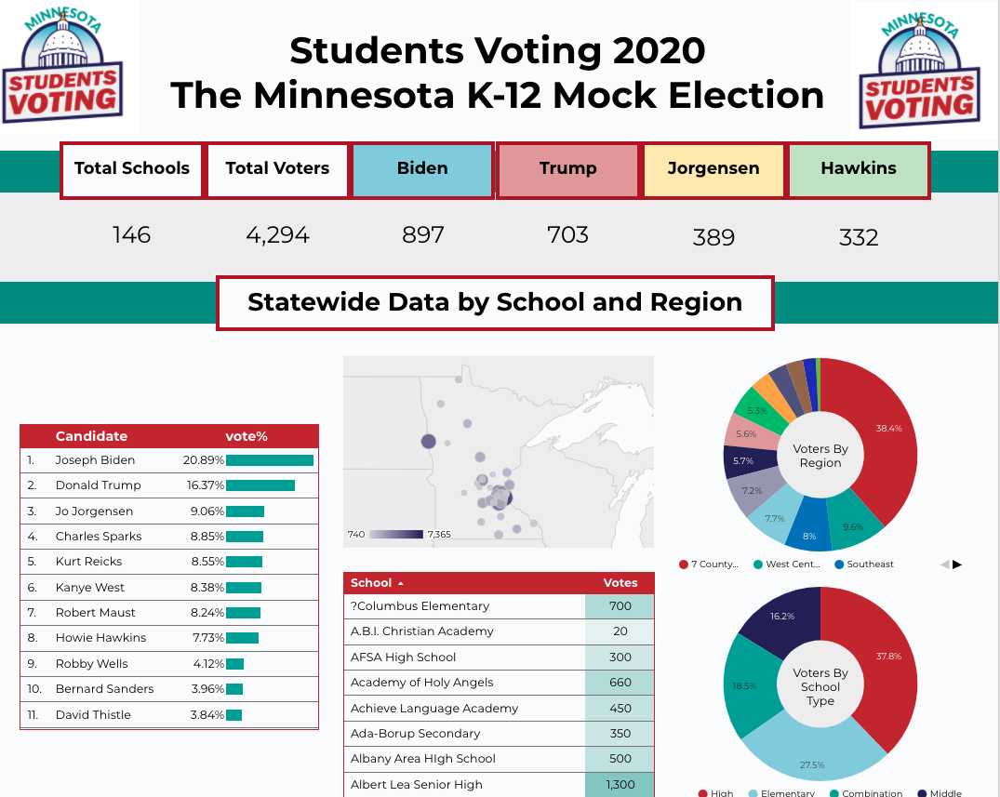 MINNESOTA
STUDENTS
VOTING
Students Voting 2020
The Minnesota K-12 Mock Election
MINNESOTA
STUDENTS
VOTING
Total Schools Total Voters Biden Trump Jorgensen Hawkins
146 4,294 897 703 389 332
Statewide Data by School and Region
Candidate vote%
1. Joseph Biden 20.89%
2. Donald Trump 16.37%
3. Jo Jorgensen 9.06%
4. Charles Sparks 8.85%
5. Kurt Reicks 8.55%
6. Kanye West 8.38%
7. Robert Maust 8.24%
8. Howie Hawkins 7.73%
9. Robby Wells 4.12%
10. Bernard Sanders 3.96%
11. David Thistle 3.84%
740 7,365
School Votes
?Columbus Elementary 700
A.B.I. Christian Academy 20
AFSA High School 300
Academy of Holy Angels 660
Achieve Language Academy 450
Ada-Borup Secondary 350
Albany Area HIgh School 500
Albert Lea Senior High 1,300
Voters By
Region
38.4%
9.6%
8%
7.7%
7.2%
5.7%
5.6%
5.3%
7 County... West Cent... Southeast
Voters By
School
Type
37.8%
27.5%
18.5%
16.2%
High Elementary Combination Middle